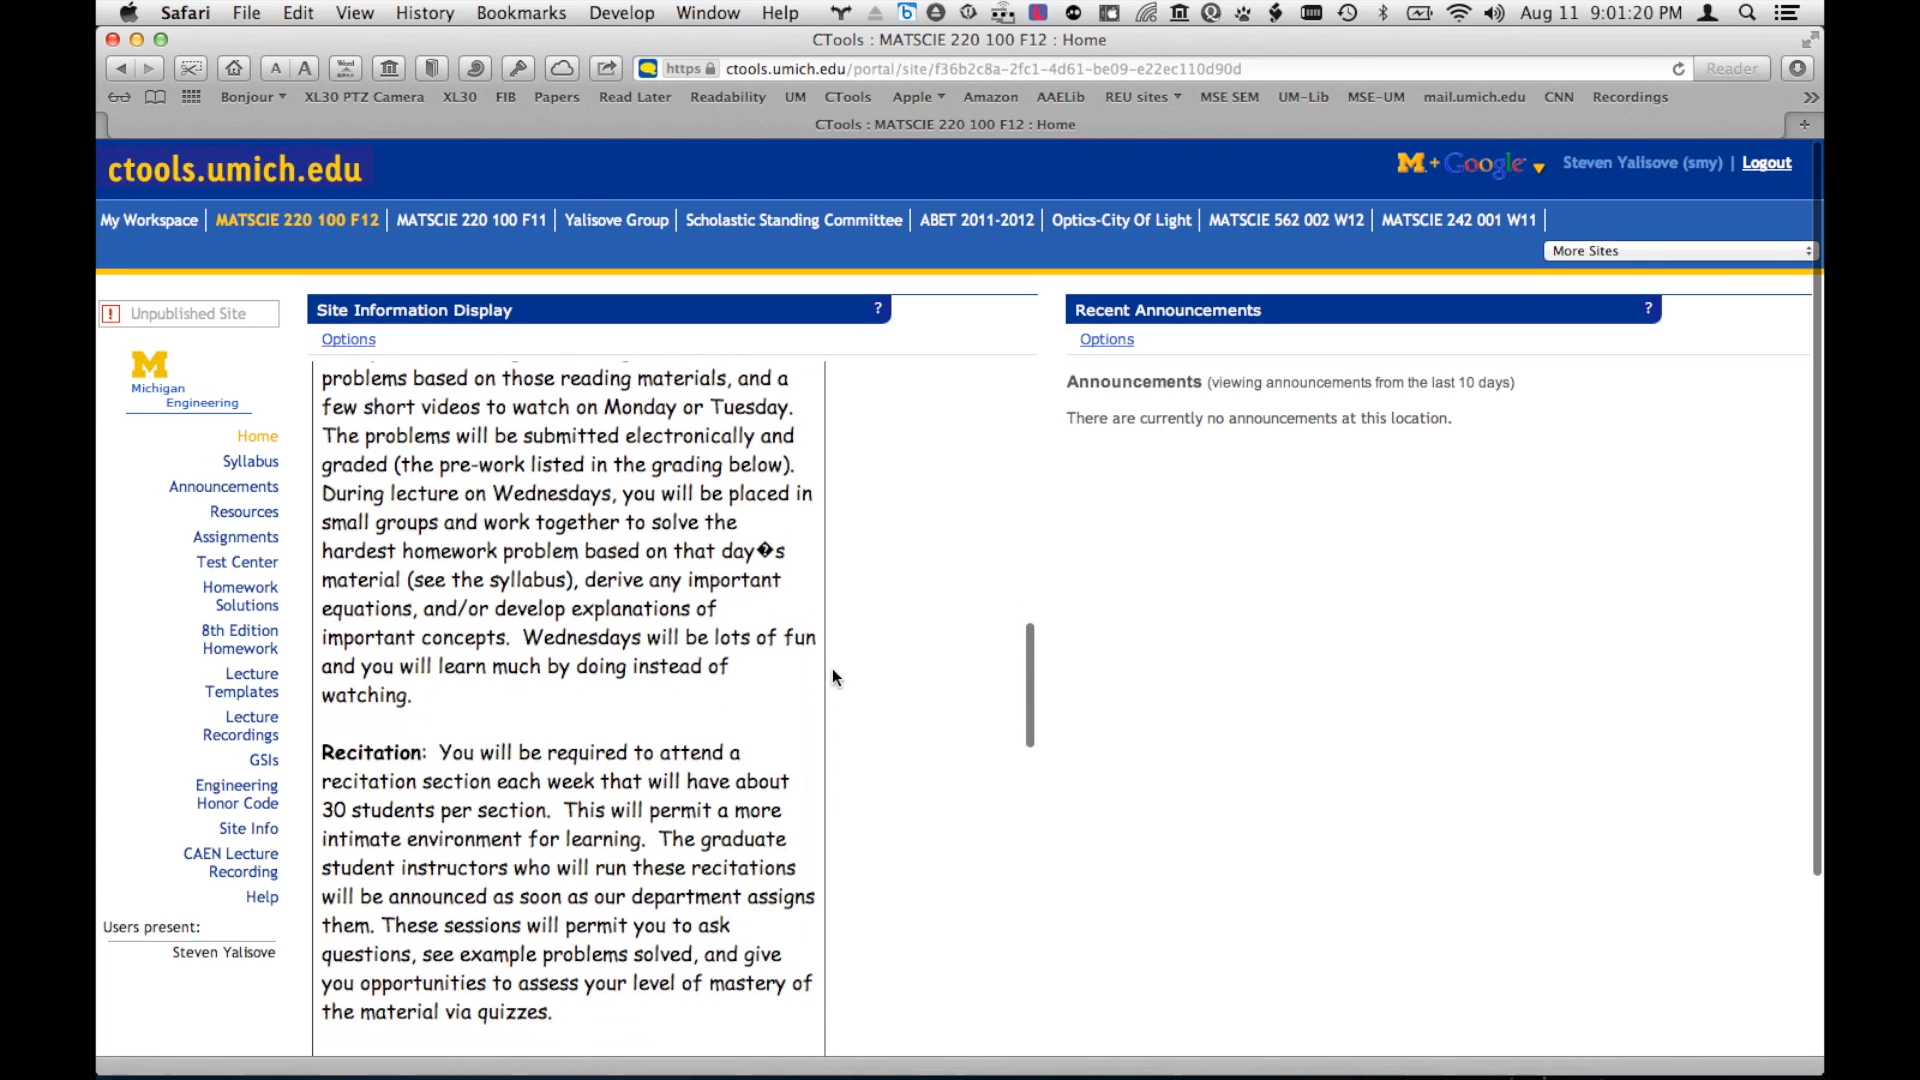 Safari File Edit View History Bookmarks Develop Window Help Aug 11 9:01:20 PM
CTools : MATSCIE 220 100 F12 : Home
A A https ctools.umich.edu/portal/site/f36b2c8a-2fc1-4d61-be09-e22ec110d90d Reader
Bonjour XL30 PTZ Camera XL30 FIB Papers Read Later Readability UM CTools Apple Amazon AAELib REU sites MSE SEM UM-Lib MSE-UM mail.umich.edu CNN Recordings
CTools : MATSCIE 220 100 F12 : Home
ctools.umich.edu M + Google Steven Yalisove (smy) | Logout
My Workspace MATSCIE 220 100 F12 MATSCIE 220 100 F11 Yalisove Group Scholastic Standing Committee ABET 2011-2012 Optics-City Of Light MATSCIE 562 002 W12 MATSCIE 242 001 W11
More Sites
! Unpublished Site
M
Michigan
Engineering
Home
Syllabus
Announcements
Resources
Assignments
Test Center
Homework
Solutions
8th Edition
Homework
Lecture
Templates
Lecture
Recordings
GSIs
Engineering
Honor Code
Site Info
CAEN Lecture
Recording
Help
Users present:
Steven Yalisove
Site Information Display ?
Options
problems based on those reading materials, and a
few short videos to watch on Monday or Tuesday.
The problems will be submitted electronically and
graded (the pre-work listed in the grading below).
During lecture on Wednesdays, you will be placed in
small groups and work together to solve the
hardest homework problem based on that day�s
material (see the syllabus), derive any important
equations, and/or develop explanations of
important concepts. Wednesdays will be lots of fun
and you will learn much by doing instead of
watching.
Recitation: You will be required to attend a
recitation section each week that will have about
30 students per section. This will permit a more
intimate environment for learning. The graduate
student instructors who will run these recitations
will be announced as soon as our department assigns
them. These sessions will permit you to ask
questions, see example problems solved, and give
you opportunities to assess your level of mastery of
the material via quizzes.
Recent Announcements ?
Options
Announcements (viewing announcements from the last 10 days)
There are currently no announcements at this location.